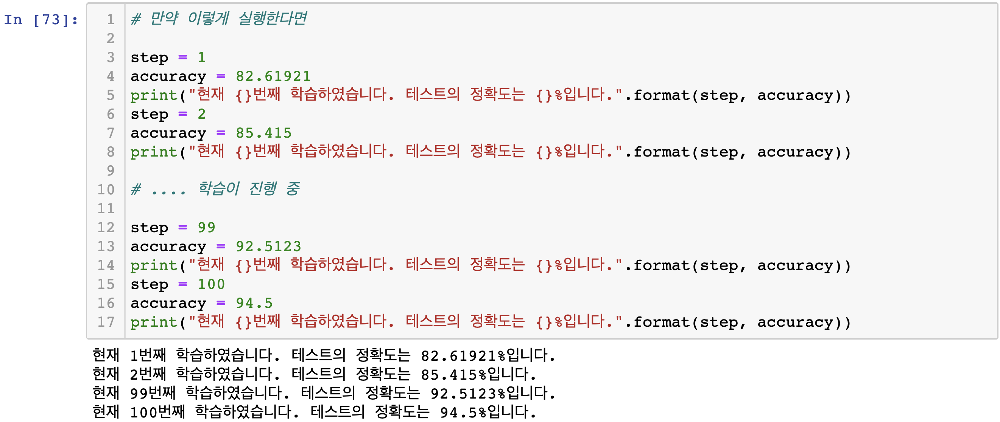 In [73]:
1 # 만약 이렇게 실행한다면
2
3 step = 1
4 accuracy = 82.61921
5 print("현재 {}번째 학습하였습니다. 테스트의 정확도는 {}%입니다.".format(step, accuracy))
6 step = 2
7 accuracy = 85.415
8 print("현재 {}번째 학습하였습니다. 테스트의 정확도는 {}%입니다.".format(step, accuracy))
9
10 # .... 학습이 진행 중
11
12 step = 99
13 accuracy = 92.5123
14 print("현재 {}번째 학습하였습니다. 테스트의 정확도는 {}%입니다.".format(step, accuracy))
15 step = 100
16 accuracy = 94.5
17 print("현재 {}번째 학습하였습니다. 테스트의 정확도는 {}%입니다.".format(step, accuracy))
현재 1번째 학습하였습니다. 테스트의 정확도는 82.61921%입니다.
현재 2번째 학습하였습니다. 테스트의 정확도는 85.415%입니다.
현재 99번째 학습하였습니다. 테스트의 정확도는 92.5123%입니다.
현재 100번째 학습하였습니다. 테스트의 정확도는 94.5%입니다.